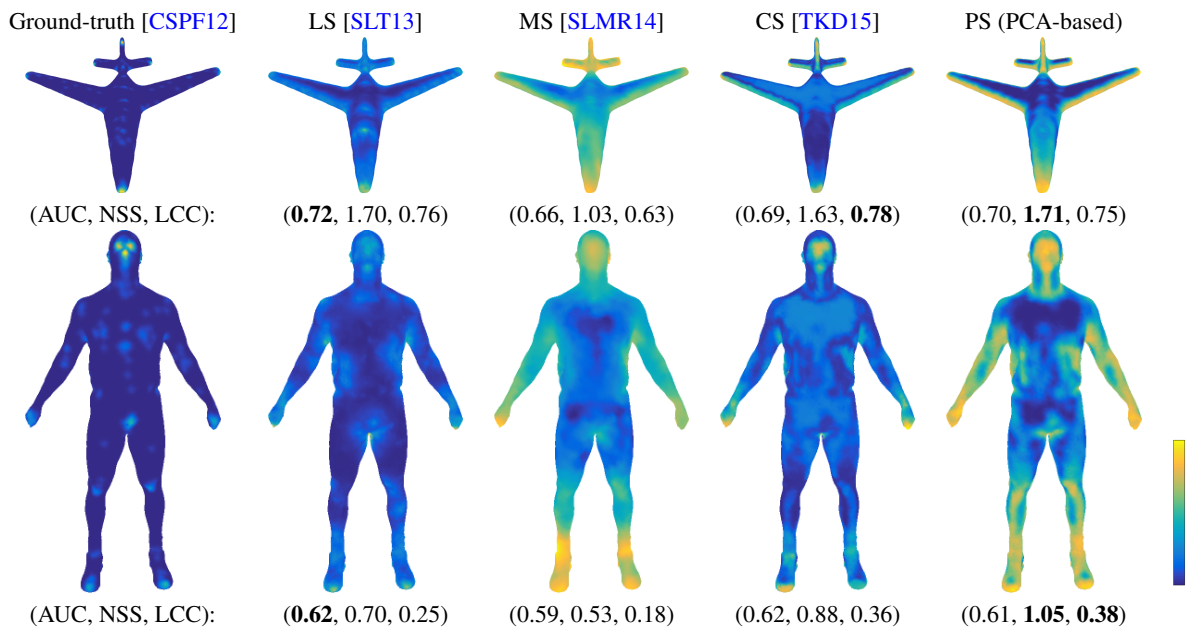 Ground-truth [CSPF12] LS [SLT13] MS [SLMR14] CS [TKD15] PS (PCA-based)
(AUC, NSS, LCC): (0.72, 1.70, 0.76) (0.66, 1.03, 0.63) (0.69, 1.63, 0.78) (0.70, 1.71, 0.75)
(AUC, NSS, LCC): (0.62, 0.70, 0.25) (0.59, 0.53, 0.18) (0.62, 0.88, 0.36) (0.61, 1.05, 0.38)